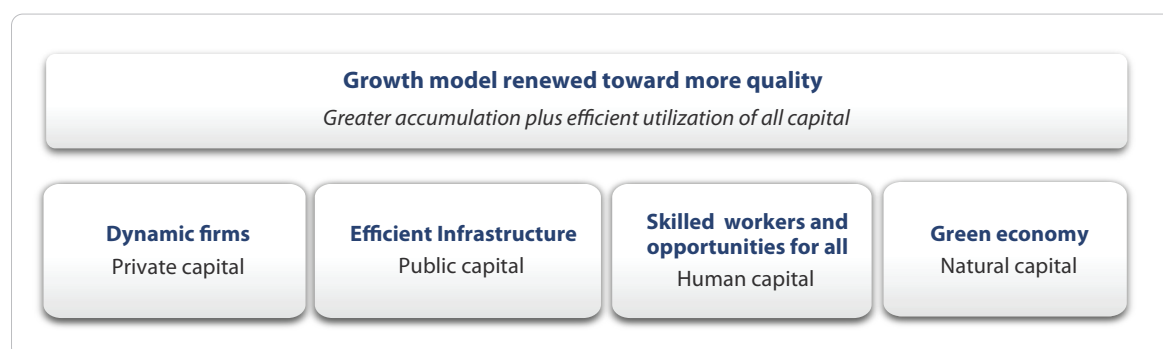 Growth model renewed toward more quality
Greater accumulation plus efficient utilization of all capital
Dynamic firms
Private capital
Efficient Infrastructure
Public capital
Skilled workers and
opportunities for all
Human capital
Green economy
Natural capital